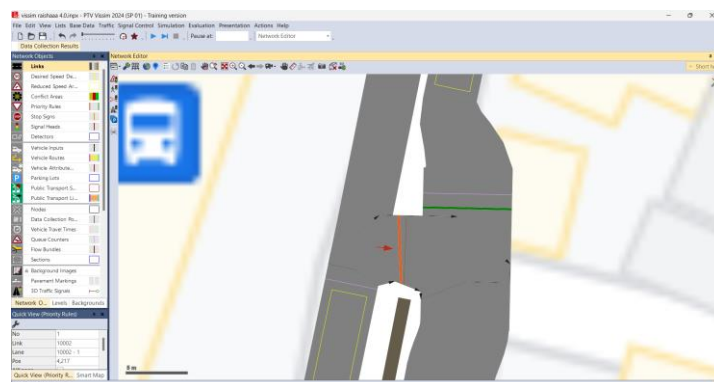 vissim raishaaa 4.0.inpx - PTV Vissim 2024 (SP 01) - Training version
File Edit View Lists Base Data Traffic Signal Control Simulation Evaluation Presentation Actions Help
Pause at: Network Editor
Data Collection Results
Network Objects
Network Editor
Links
Desired Speed De...
Reduced Speed Ar...
Conflict Areas
Priority Rules
Stop Signs
Signal Heads
Detectors
Vehicle Inputs
Vehicle Routes
Vehicle Attribute...
Parking Lots
Public Transport S...
Public Transport Li...
Nodes
Data Collection Po...
Vehicle Travel Times
Queue Counters
Flow Bundles
Sections
Background Images
Pavement Markings
3D Traffic Signals
Network O... Levels Backgrounds
Quick View (Priority Rules)
No 1
Link 10002
Lane 10002 - 1
Pos 4,217
Quick View (Priority R... Smart Map